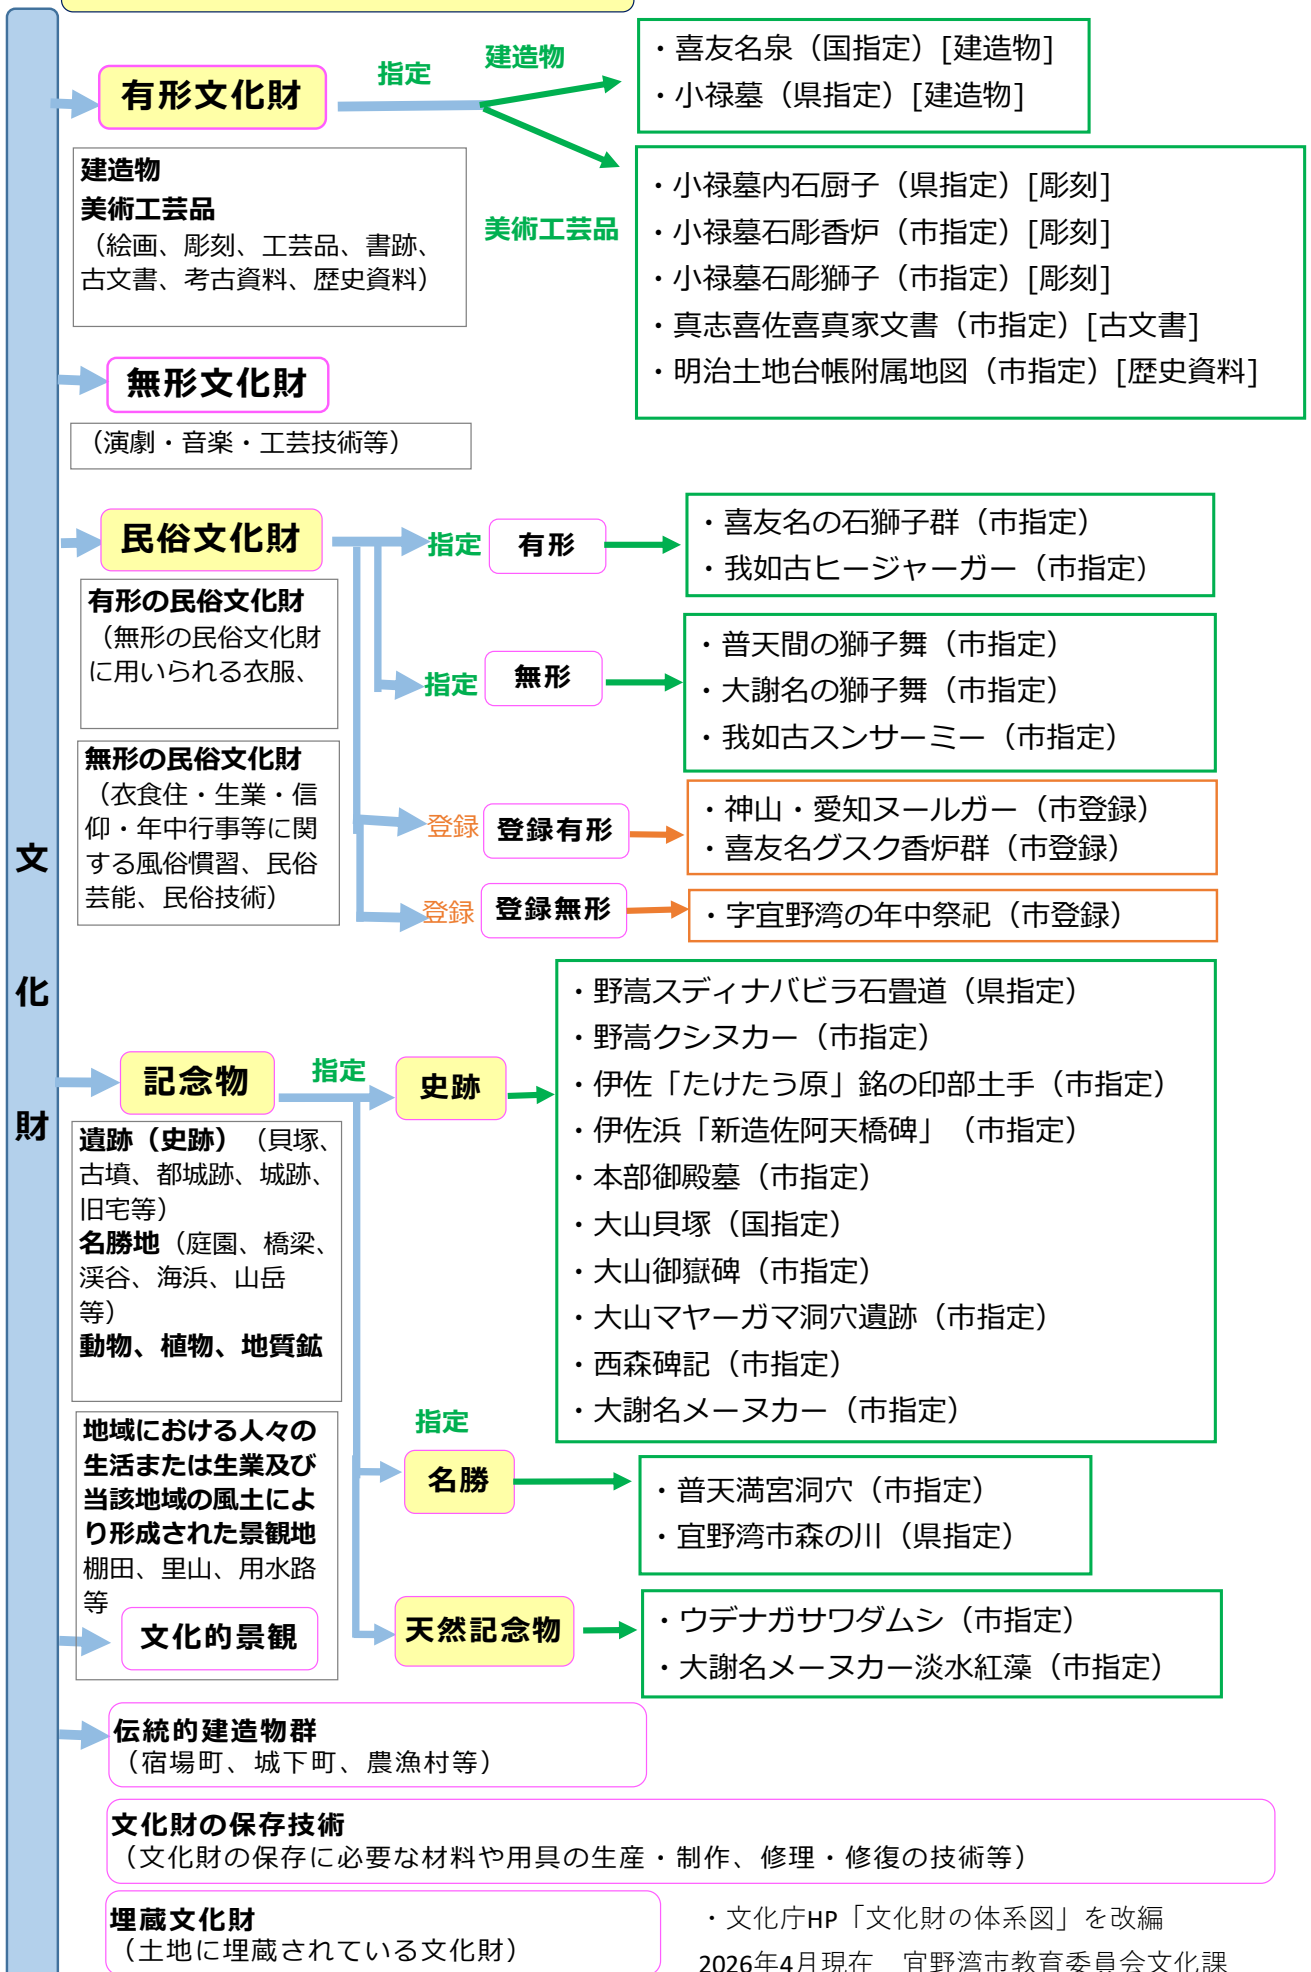 有形文化財
指定
建造物
・喜友名泉（国指定）[建造物]
・小禄墓（県指定）[建造物]
建造物
美術工芸品
（絵画、彫刻、工芸品、書跡、
古文書、考古資料、歴史資料）
美術工芸品
・小禄墓内石厨子（県指定）[彫刻]
・小禄墓石彫香炉（市指定）[彫刻]
・小禄墓石彫獅子（市指定）[彫刻]
・真志喜佐喜真家文書（市指定）[古文書]
・明治土地台帳附属地図（市指定）[歴史資料]
無形文化財
（演劇・音楽・工芸技術等）
民俗文化財
指定
有形
・喜友名の石獅子群（市指定）
・我如古ヒージャーガー（市指定）
有形の民俗文化財
（無形の民俗文化財
に用いられる衣服、
指定
無形
・普天間の獅子舞（市指定）
・大謝名の獅子舞（市指定）
・我如古スンサーミー（市指定）
無形の民俗文化財
（衣食住・生業・信
仰・年中行事等に関
する風俗慣習、民俗
芸能、民俗技術）
登録
登録有形
・神山・愛知ヌールガー（市登録）
・喜友名グスク香炉群（市登録）
登録
登録無形
・字宜野湾の年中祭祀（市登録）
文
化
財
記念物
指定
史跡
・野嵩スディナバビラ石畳道（県指定）
・野嵩クシヌカー（市指定）
・伊佐「たけたう原」銘の印部土手（市指定）
・伊佐浜「新造佐阿天橋碑」（市指定）
・本部御殿墓（市指定）
・大山貝塚（国指定）
・大山御嶽碑（市指定）
・大山マヤーガマ洞穴遺跡（市指定）
・西森碑記（市指定）
・大謝名メーヌカー（市指定）
遺跡（史跡）（貝塚、
古墳、都城跡、城跡、
旧宅等）
名勝地（庭園、橋梁、
渓谷、海浜、山岳
等）
動物、植物、地質鉱
指定
名勝
・普天満宮洞穴（市指定）
・宜野湾市森の川（県指定）
地域における人々の
生活または生業及び
当該地域の風土によ
り形成された景観地
棚田、里山、用水路
等
文化的景観
天然記念物
・ウデナガサワダムシ（市指定）
・大謝名メーヌカー淡水紅藻（市指定）
伝統的建造物群
（宿場町、城下町、農漁村等）
文化財の保存技術
（文化財の保存に必要な材料や用具の生産・制作、修理・修復の技術等）
埋蔵文化財
（土地に埋蔵されている文化財）
・文化庁HP「文化財の体系図」を改編
2026年4月現在　宜野湾市教育委員会文化課